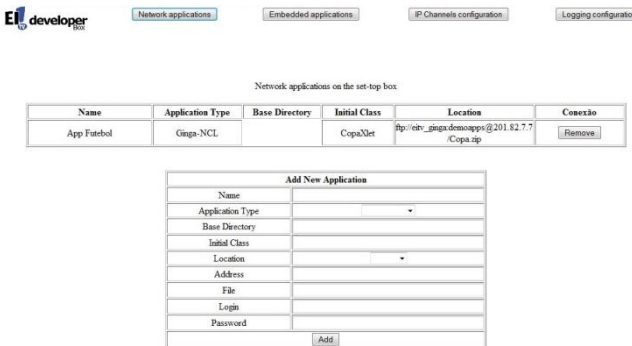 EI! TV developer Box
Network applications
Embedded applications
IP Channels configuration
Logging configuratio
Network applications on the set-top box
Name Application Type Base Directory Initial Class Location Conexão
App Futebol Ginga-NCL CopaXlet ftp://eitv_ginga:demoapps@201.82.7.7
/Copa.zip Remove
Add New Application
Name
Application Type
Base Directory
Initial Class
Location
Address
File
Login
Password
Add